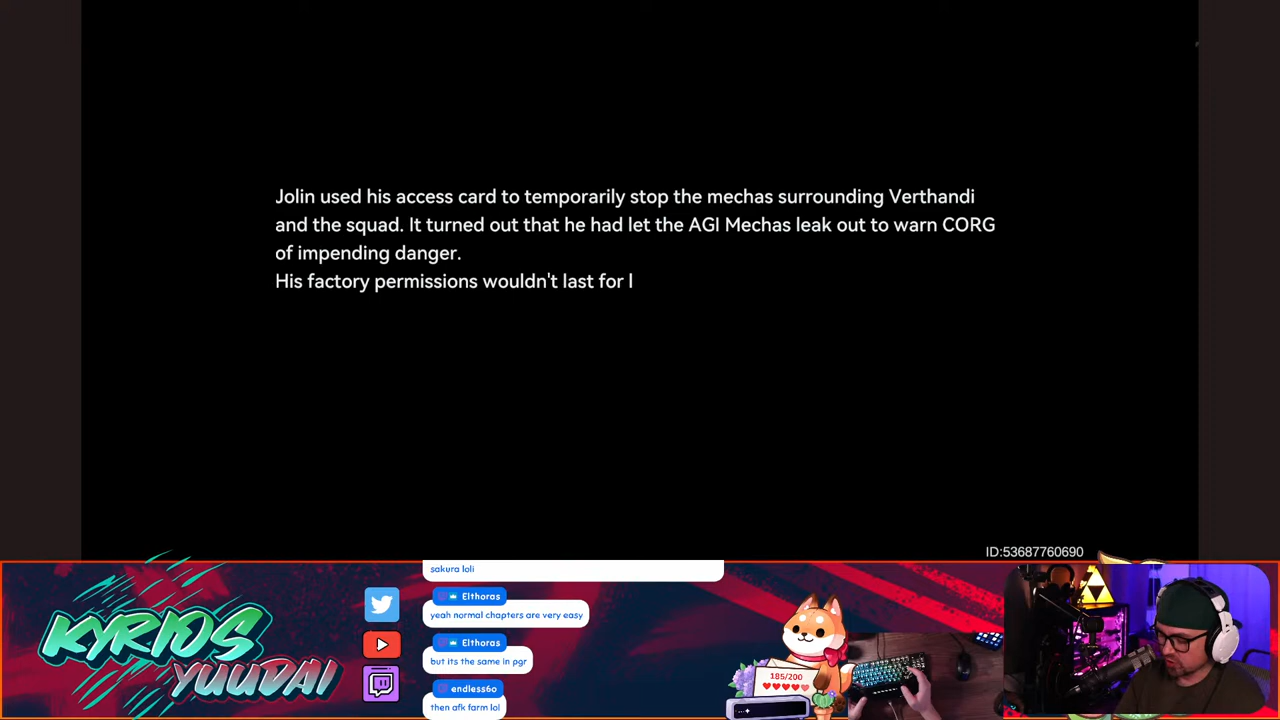 Jolin used his access card to temporarily stop the mechas surrounding Verthandi
and the squad. It turned out that he had let the AGI Mechas leak out to warn CORG
of impending danger.
His factory permissions wouldn't last for l
ID:53687760690
sakura loli
Elthoras
yeah normal chapters are very easy
Elthoras
but its the same in pgr
endless6o
then afk farm lol
KYRIOS
YUUDAI
185/200